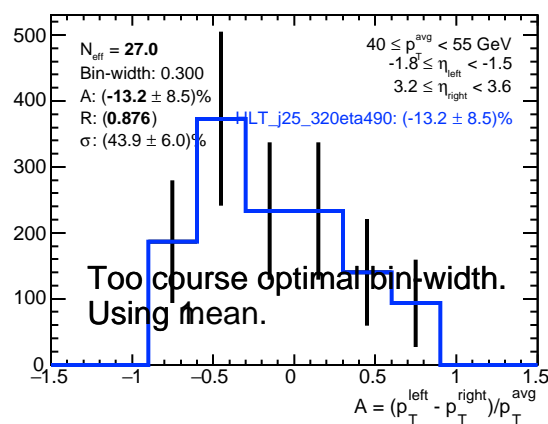 N_eff = 27.0
Bin-width: 0.300
A: (-13.2 ± 8.5)%
R: (0.876)
σ: (43.9 ± 6.0)%
40 ≤ p_T^avg < 55 GeV
-1.8 ≤ η_left < -1.5
3.2 ≤ η_right < 3.6
HLT_j25_320eta490: (-13.2 ± 8.5)%
Too course optimal bin-width.
Using mean.
500
400
300
200
100
0
−1.5 −1 −0.5 0 0.5 1 1.5
A = (p_T^left - p_T^right)/p_T^avg